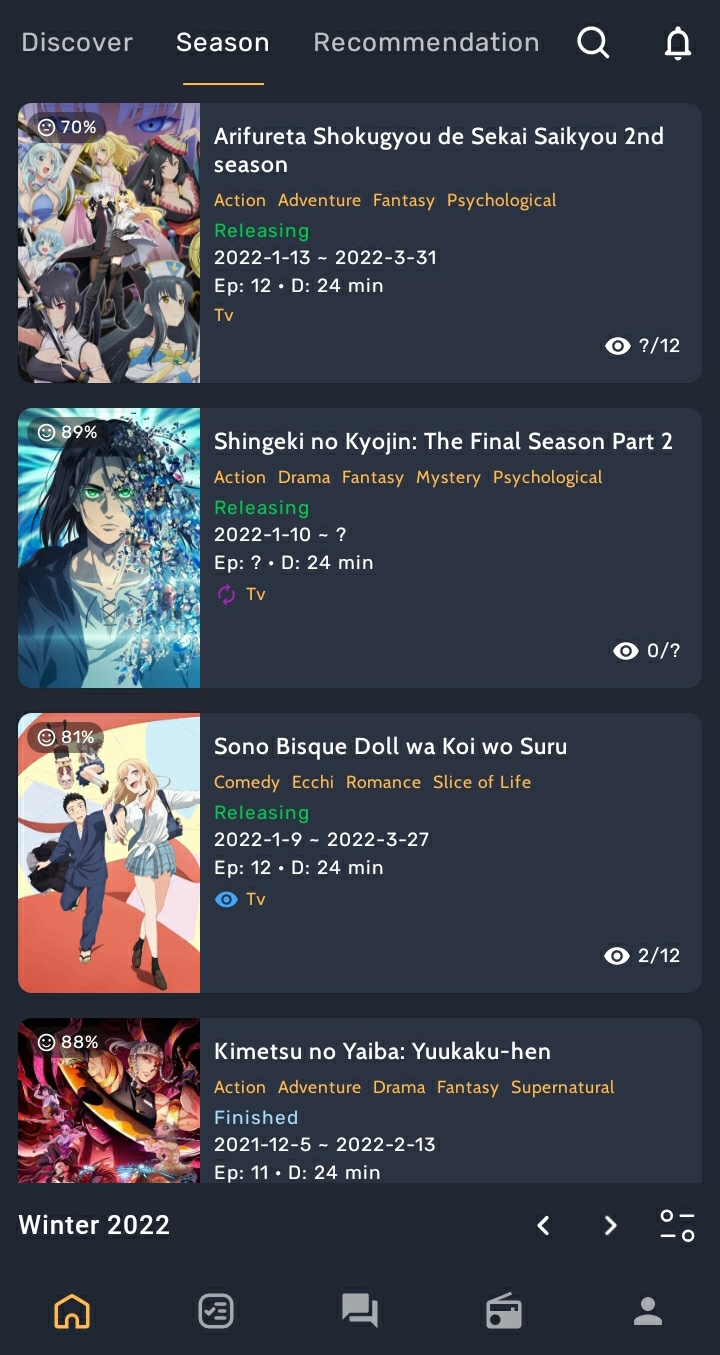 Discover Season Recommendation
70%
Arifureta Shokugyou de Sekai Saikyou 2nd
season
Action Adventure Fantasy Psychological
Releasing
2022-1-13 ~ 2022-3-31
Ep: 12 • D: 24 min
Tv
?/12
89%
Shingeki no Kyojin: The Final Season Part 2
Action Drama Fantasy Mystery Psychological
Releasing
2022-1-10 ~ ?
Ep: ? • D: 24 min
Tv
0/?
81%
Sono Bisque Doll wa Koi wo Suru
Comedy Ecchi Romance Slice of Life
Releasing
2022-1-9 ~ 2022-3-27
Ep: 12 • D: 24 min
Tv
2/12
88%
Kimetsu no Yaiba: Yuukaku-hen
Action Adventure Drama Fantasy Supernatural
Finished
2021-12-5 ~ 2022-2-13
Ep: 11 • D: 24 min
Winter 2022